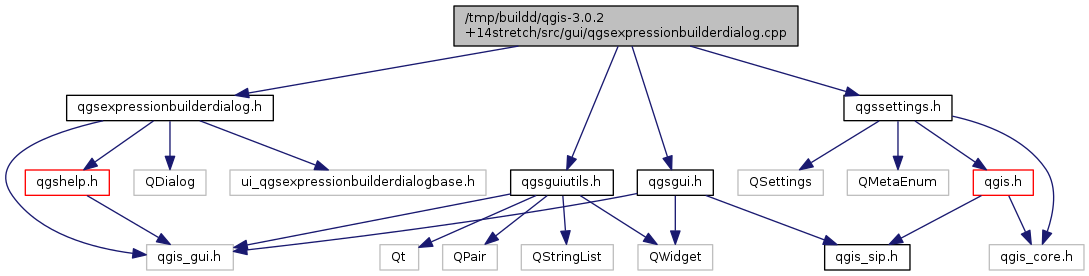 /tmp/buildd/qgis-3.0.2
+14stretch/src/gui/qgsexpressionbuilderdialog.cpp
qgsexpressionbuilderdialog.h
qgssettings.h
qgshelp.h
QDialog
ui_qgsexpressionbuilderdialogbase.h
qgsguiutils.h
qgsgui.h
QSettings
QMetaEnum
qgis.h
qgis_gui.h
Qt
QPair
QStringList
QWidget
qgis_sip.h
qgis_core.h